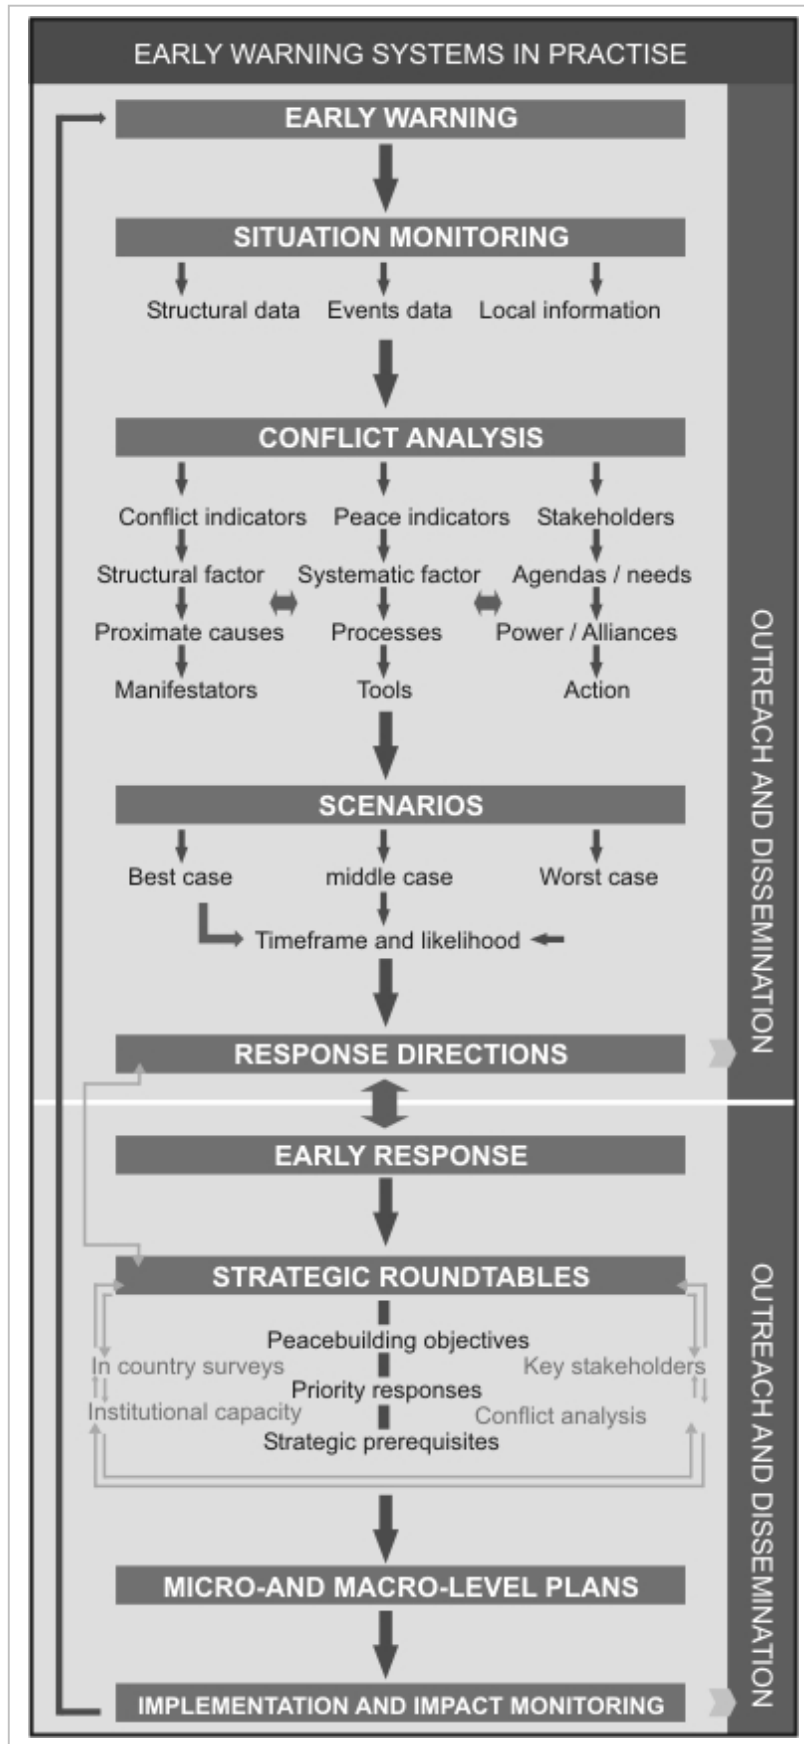 EARLY WARNING SYSTEMS IN PRACTISE
EARLY WARNING
SITUATION MONITORING
Structural data Events data Local information
CONFLICT ANALYSIS
Conflict indicators Peace indicators Stakeholders
Structural factor Systematic factor Agendas / needs
Proximate causes Processes Power / Alliances
Manifestators Tools Action
SCENARIOS
Best case middle case Worst case
Timeframe and likelihood
RESPONSE DIRECTIONS
OUTREACH AND DISSEMINATION
EARLY RESPONSE
STRATEGIC ROUNDTABLES
Peacebuilding objectives
In country surveys Key stakeholders
Priority responses
Institutional capacity Conflict analysis
Strategic prerequisites
MICRO-AND MACRO-LEVEL PLANS
IMPLEMENTATION AND IMPACT MONITORING
OUTREACH AND DISSEMINATION